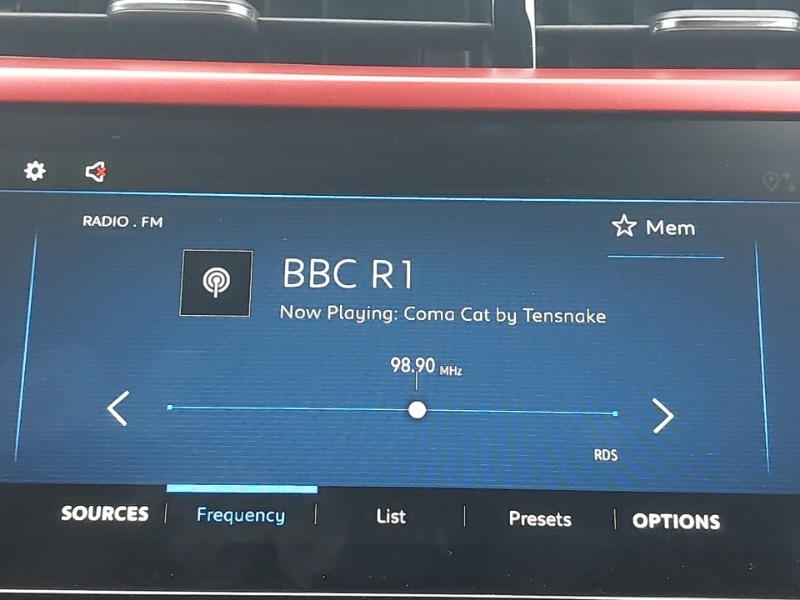 RADIO . FM
Mem
BBC R1
Now Playing: Coma Cat by Tensnake
98.90 MHz
RDS
SOURCES
Frequency
List
Presets
OPTIONS